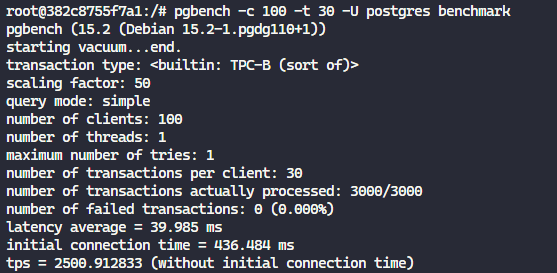 root@382c8755f7a1:/# pgbench -c 100 -t 30 -U postgres benchmark
pgbench (15.2 (Debian 15.2-1.pgdg110+1))
starting vacuum...end.
transaction type: <builtin: TPC-B (sort of)>
scaling factor: 50
query mode: simple
number of clients: 100
number of threads: 1
maximum number of tries: 1
number of transactions per client: 30
number of transactions actually processed: 3000/3000
number of failed transactions: 0 (0.000%)
latency average = 39.985 ms
initial connection time = 436.484 ms
tps = 2500.912833 (without initial connection time)